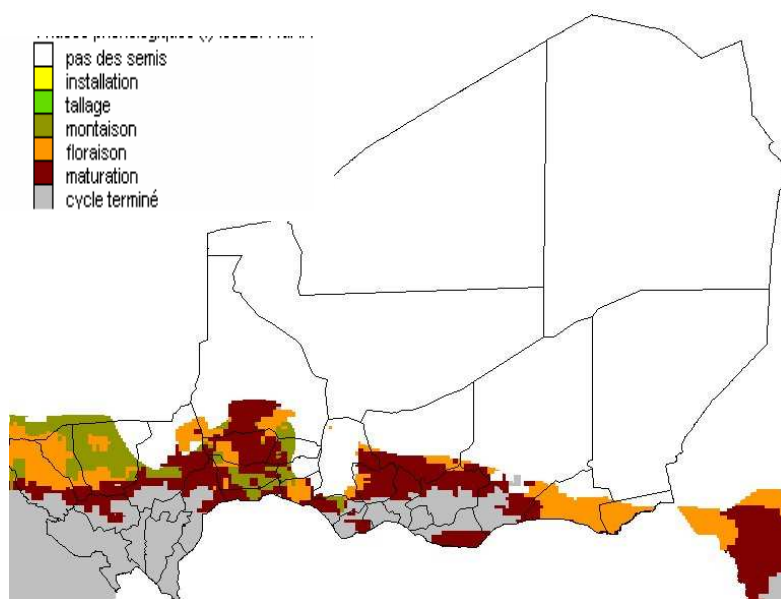 pas des semis
installation
tallage
montaison
floraison
maturation
cycle terminé